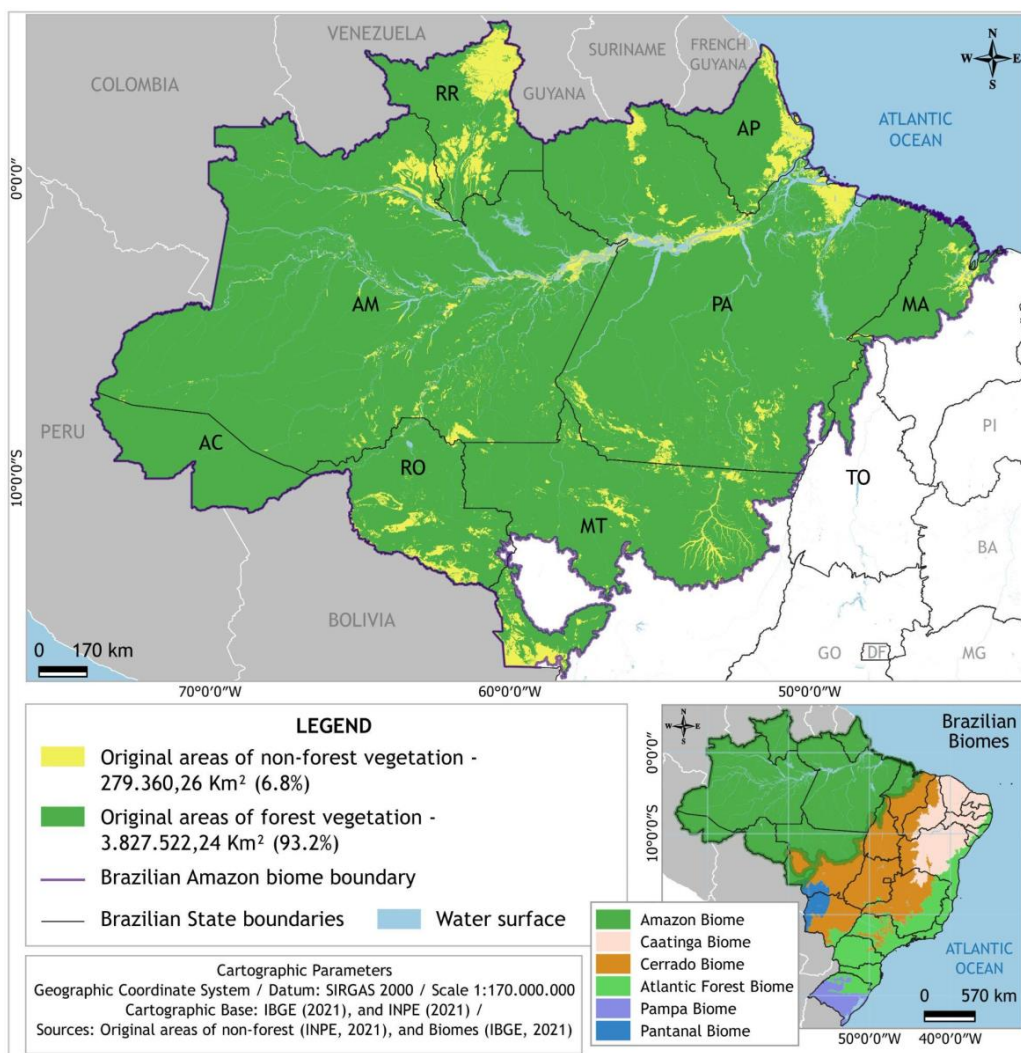 N
W E
S
VENEZUELA
SURINAME
FRENCH
GUYANA
COLOMBIA
GUYANA
RR
AP
ATLANTIC
OCEAN
0°0'0"
AM
PA
MA
PERU
AC
PI
10°0'0"S
RO
TO
MT
BA
BOLIVIA
0 170 km
GO
DF
MG
70°0'0"W
60°0'0"W
50°0'0"W
LEGEND
Original areas of non-forest vegetation -
279.360,26 Km² (6.8%)
Original areas of forest vegetation -
3.827.522,24 Km² (93.2%)
Brazilian Amazon biome boundary
Brazilian State boundaries
Water surface
Cartographic Parameters
Geographic Coordinate System / Datum: SIRGAS 2000 / Scale 1:170.000.000
Cartographic Base: IBGE (2021), and INPE (2021) /
Sources: Original areas of non-forest (INPE, 2021), and Biomes (IBGE, 2021)
N
W E
S
Brazilian
Biomes
0°0'0"
10°0'0"S
Amazon Biome
Caatinga Biome
Cerrado Biome
Atlantic Forest Biome
Pampa Biome
Pantanal Biome
ATLANTIC
OCEAN
0 570 km
50°0'0"W
40°0'0"W